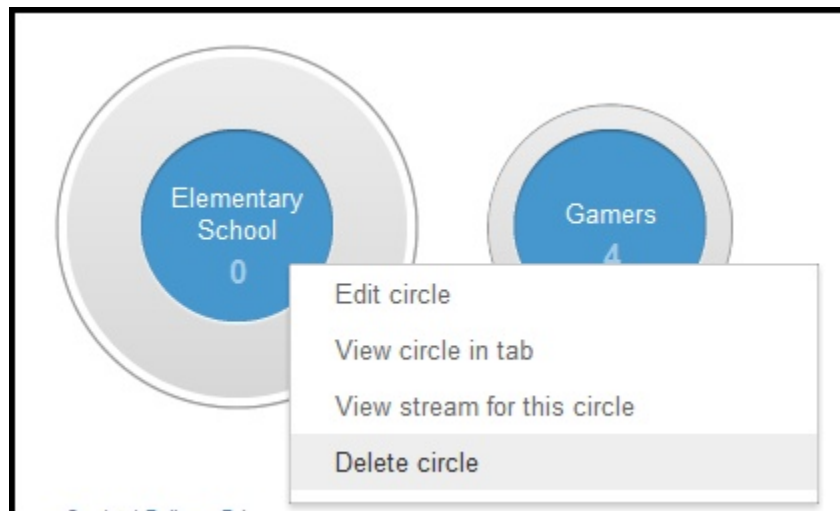 Elementary
School
0
Gamers
4
Edit circle
View circle in tab
View stream for this circle
Delete circle